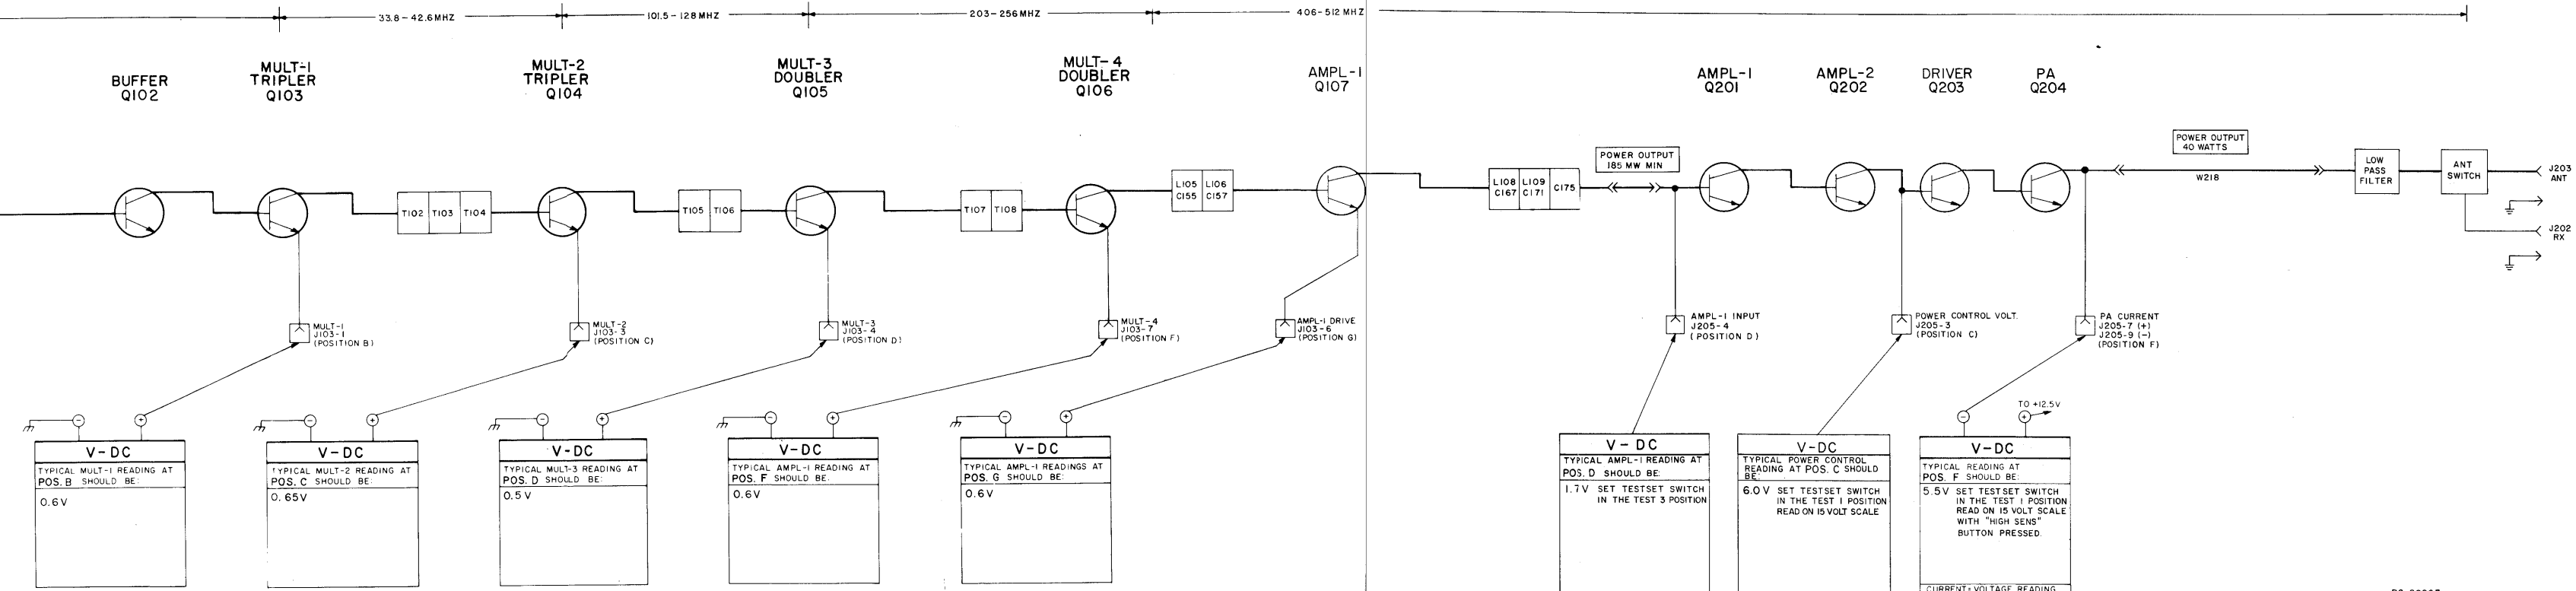 33.8-42.6MHZ
101.5-128MHZ
203-256MHZ
406-512MHZ
BUFFER
Q102
MULT-1
TRIPLER
Q103
MULT-2
TRIPLER
Q104
MULT-3
DOUBLER
Q105
MULT-4
DOUBLER
Q106
AMPL-1
Q107
AMPL-1
Q201
AMPL-2
Q202
DRIVER
Q203
PA
Q204
T102 T103 T104
T105 T106
T107 T108
L105 L106
C155 C157
L108 L109 C175
C167 C171
POWER OUTPUT
185 MW MIN
POWER OUTPUT
40 WATTS
W218
LOW
PASS
FILTER
ANT
SWITCH
J203
ANT
J202
RX
MULT-1
J103-1
(POSITION B)
MULT-2
J103-3
(POSITION C)
MULT-3
J103-4
(POSITION D)
MULT-4
J103-7
(POSITION F)
AMPL-1 DRIVE
J103-6
(POSITION G)
AMPL-1 INPUT
J205-4
(POSITION D)
POWER CONTROL VOLT.
J205-3
(POSITION C)
PA CURRENT
J205-7 (+)
J205-9 (-)
(POSITION F)
- +
- +
- +
- +
- +
- +
TO +12.5V
V-DC
TYPICAL MULT-1 READING AT
POS. B SHOULD BE:
0.6V
V-DC
TYPICAL MULT-2 READING AT
POS. C SHOULD BE:
0.65V
V-DC
TYPICAL MULT-3 READING AT
POS. D SHOULD BE:
0.5V
V-DC
TYPICAL AMPL-1 READING AT
POS. F SHOULD BE:
0.6V
V-DC
TYPICAL AMPL-1 READINGS AT
POS. G SHOULD BE:
0.6V
V-DC
TYPICAL AMPL-1 READING AT
POS. D SHOULD BE:
1.7V SET TESTSET SWITCH
IN THE TEST 3 POSITION
V-DC
TYPICAL POWER CONTROL
READING AT POS. C SHOULD
BE:
6.0V SET TESTSET SWITCH
IN THE TEST 1 POSITION
READ ON 15 VOLT SCALE
V-DC
TYPICAL READING AT
POS. F SHOULD BE:
5.5V SET TESTSET SWITCH
IN THE TEST 1 POSITION
READ ON 15 VOLT SCALE
WITH "HIGH SENS"
BUTTON PRESSED.
CURRENT=VOLTAGE READING